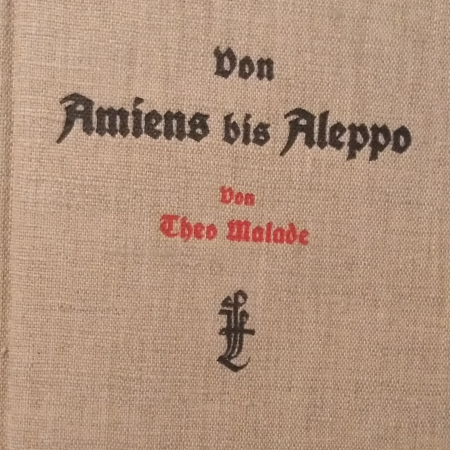 Von
Amiens bis Aleppo
Von
Theo Malade